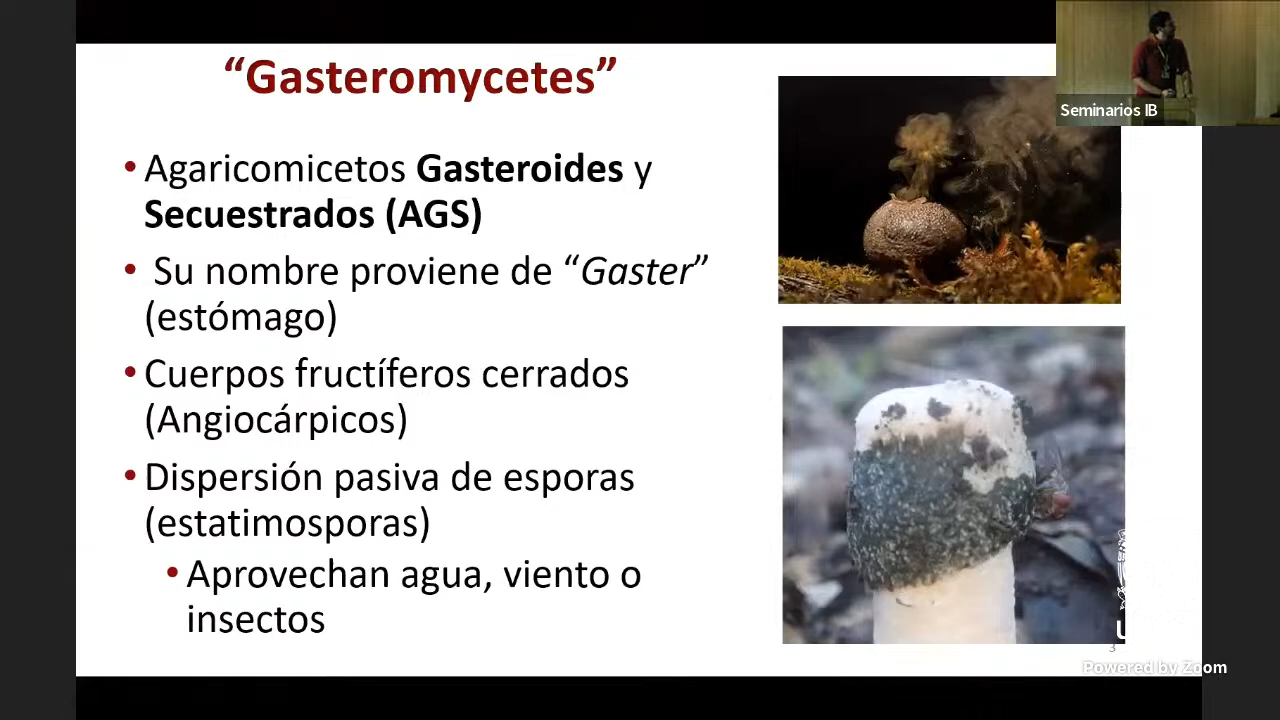 “Gasteromycetes”
Seminarios IB
• Agaricomicetos Gasteroides y
Secuestrados (AGS)
• Su nombre proviene de “Gaster”
(estómago)
• Cuerpos fructíferos cerrados
(Angiocárpicos)
• Dispersión pasiva de esporas
(estatimosporas)
• Aprovechan agua, viento o
insectos
3
Powered by Zoom